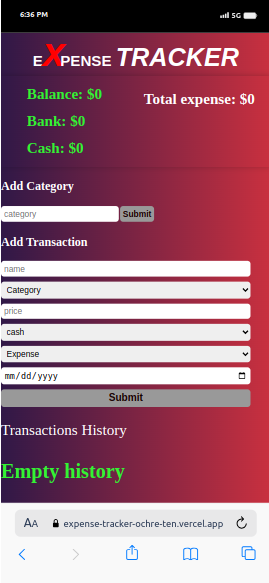 6:36 PM 5G
EXPENSE TRACKER
Balance: $0
Total expense: $0
Bank: $0
Cash: $0
Add Category
category Submit
Add Transaction
name
Category
price
cash
Expense
mm/dd/yyyy
Submit
Transactions History
Empty history
AA expense-tracker-ochre-ten.vercel.app